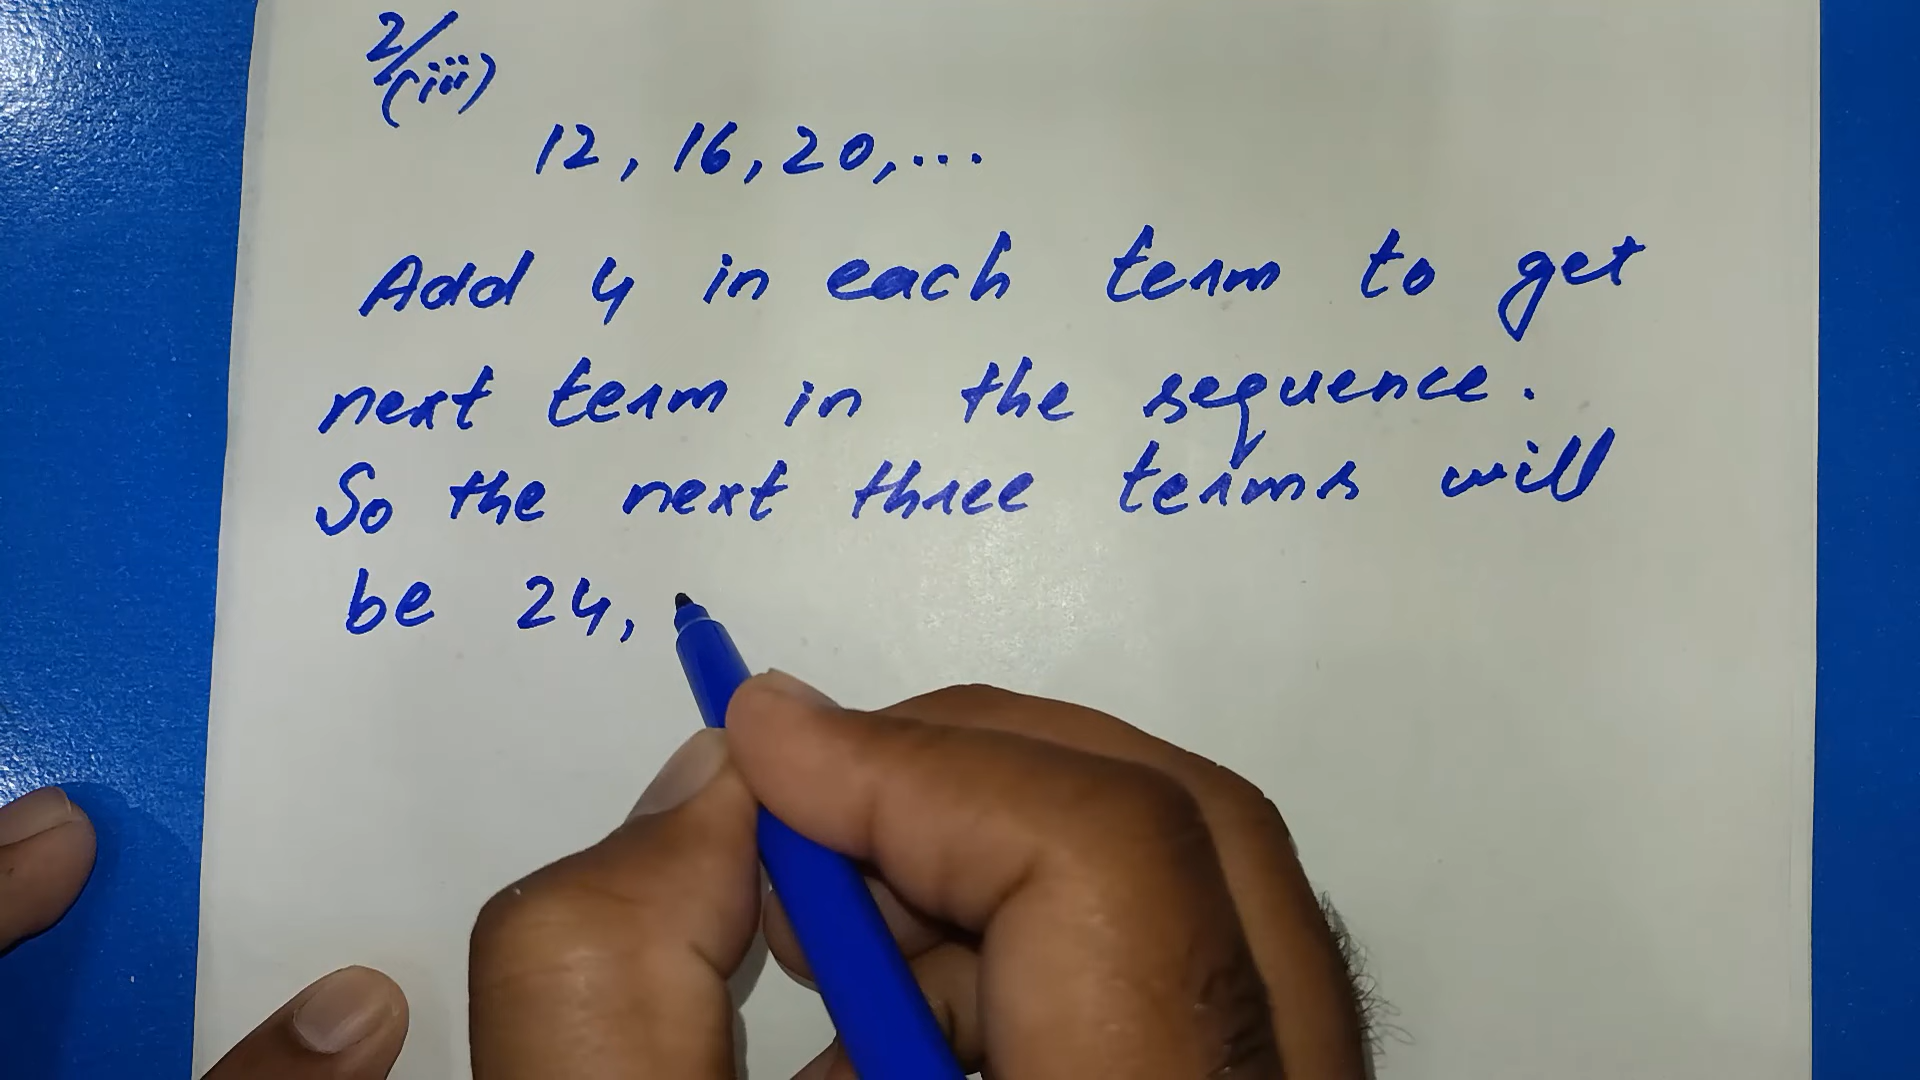 2/(iii)
12, 16, 20, ...
Add 4 in each term to get
next term in the sequence.
So the next three terms will
be 24,